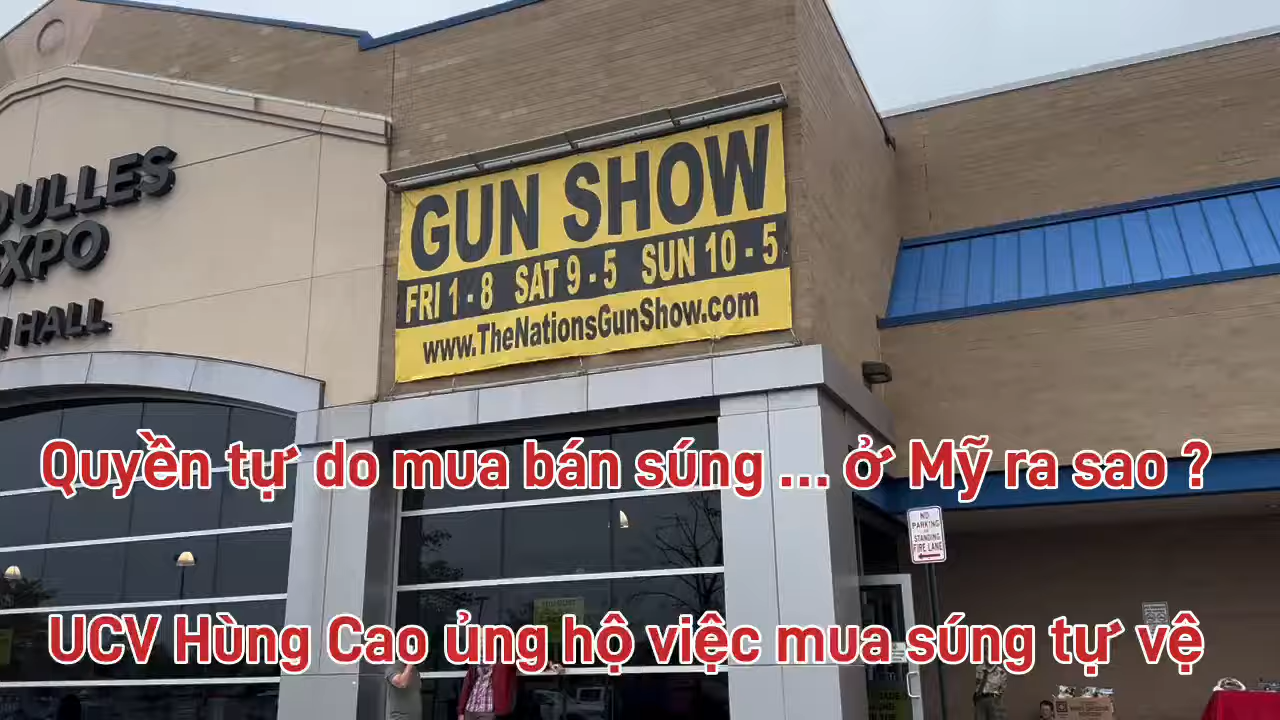 DULLES
EXPO
HALL
GUN SHOW
FRI 1 - 8 SAT 9 - 5 SUN 10 - 5
www.TheNationsGunShow.com
Quyền tự do mua bán súng ... ở Mỹ ra sao ?
NO
PARKING
OR
STANDING
FIRE LANE
UCV Hùng Cao ủng hộ việc mua súng tự vệ